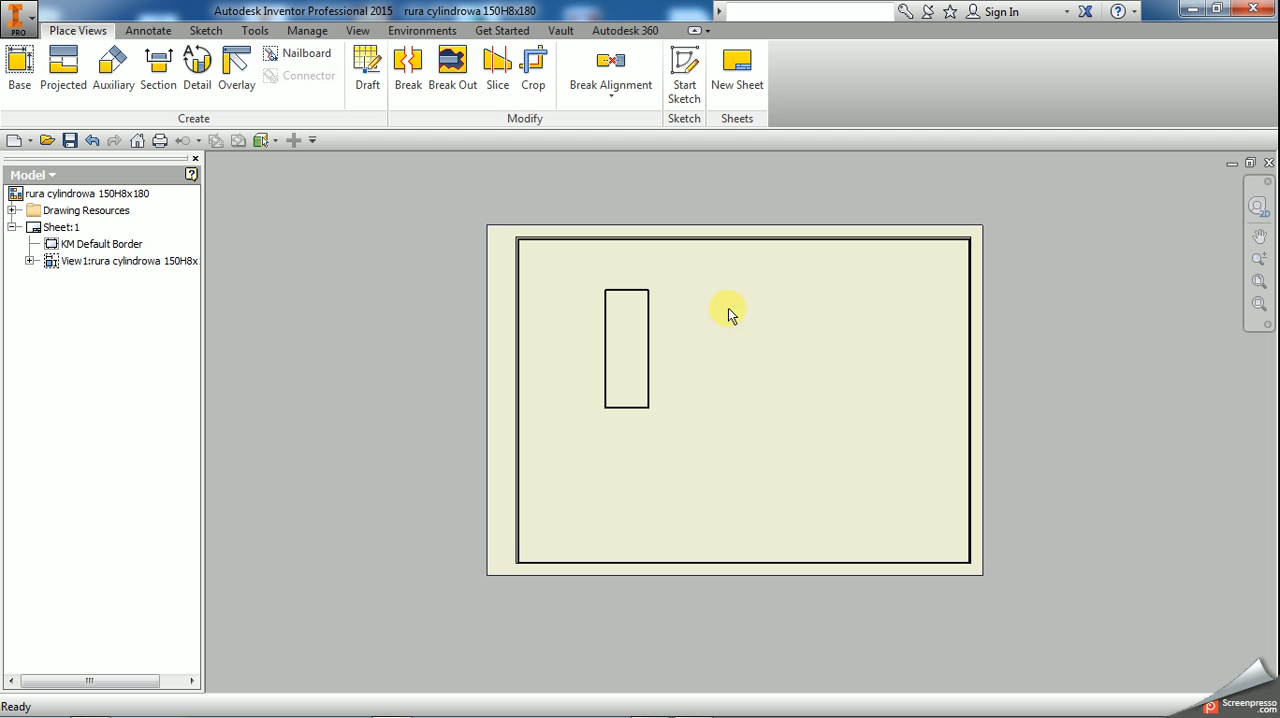 Autodesk Inventor Professional 2015 rura cylindrowa 150H8x180
Sign In
PRO
Place Views Annotate Sketch Tools Manage View Environments Get Started Vault Autodesk 360
Base Projected Auxiliary Section Detail Overlay
Nailboard
Connector
Draft Break Break Out Slice Crop Break Alignment
Start
Sketch
New Sheet
Create Modify Sketch Sheets
Model
rura cylindrowa 150H8x180
Drawing Resources
Sheet:1
KM Default Border
View1:rura cylindrowa 150H8x
2D
Ready
Screenpresso
.com